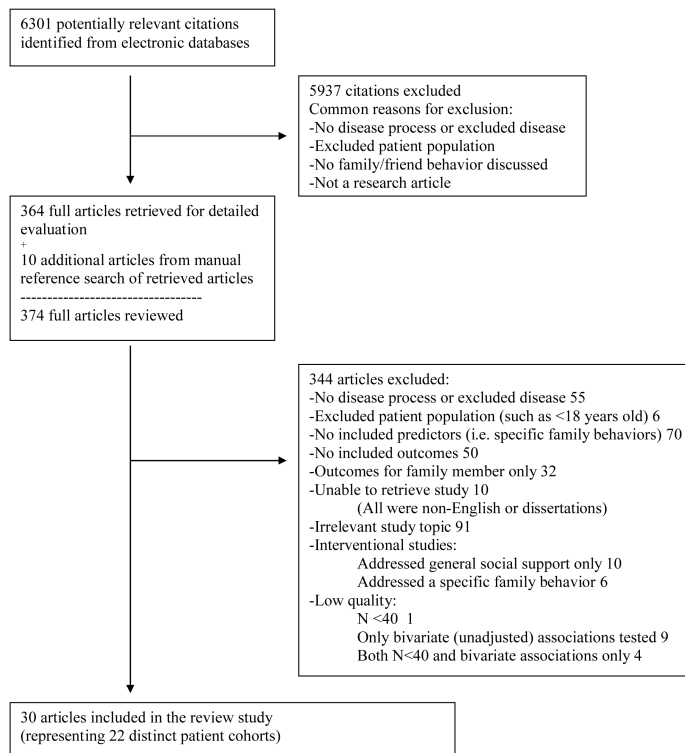 6301 potentially relevant citations
identified from electronic databases
5937 citations excluded
Common reasons for exclusion:
-No disease process or excluded disease
-Excluded patient population
-No family/friend behavior discussed
-Not a research article
364 full articles retrieved for detailed
evaluation
+
10 additional articles from manual
reference search of retrieved articles
----------------------------------
374 full articles reviewed
344 articles excluded:
-No disease process or excluded disease 55
-Excluded patient population (such as <18 years old) 6
-No included predictors (i.e. specific family behaviors) 70
-No included outcomes 50
-Outcomes for family member only 32
-Unable to retrieve study 10
(All were non-English or dissertations)
-Irrelevant study topic 91
-Interventional studies:
Addressed general social support only 10
Addressed a specific family behavior 6
-Low quality:
N <40 1
Only bivariate (unadjusted) associations tested 9
Both N<40 and bivariate associations only 4
30 articles included in the review study
(representing 22 distinct patient cohorts)